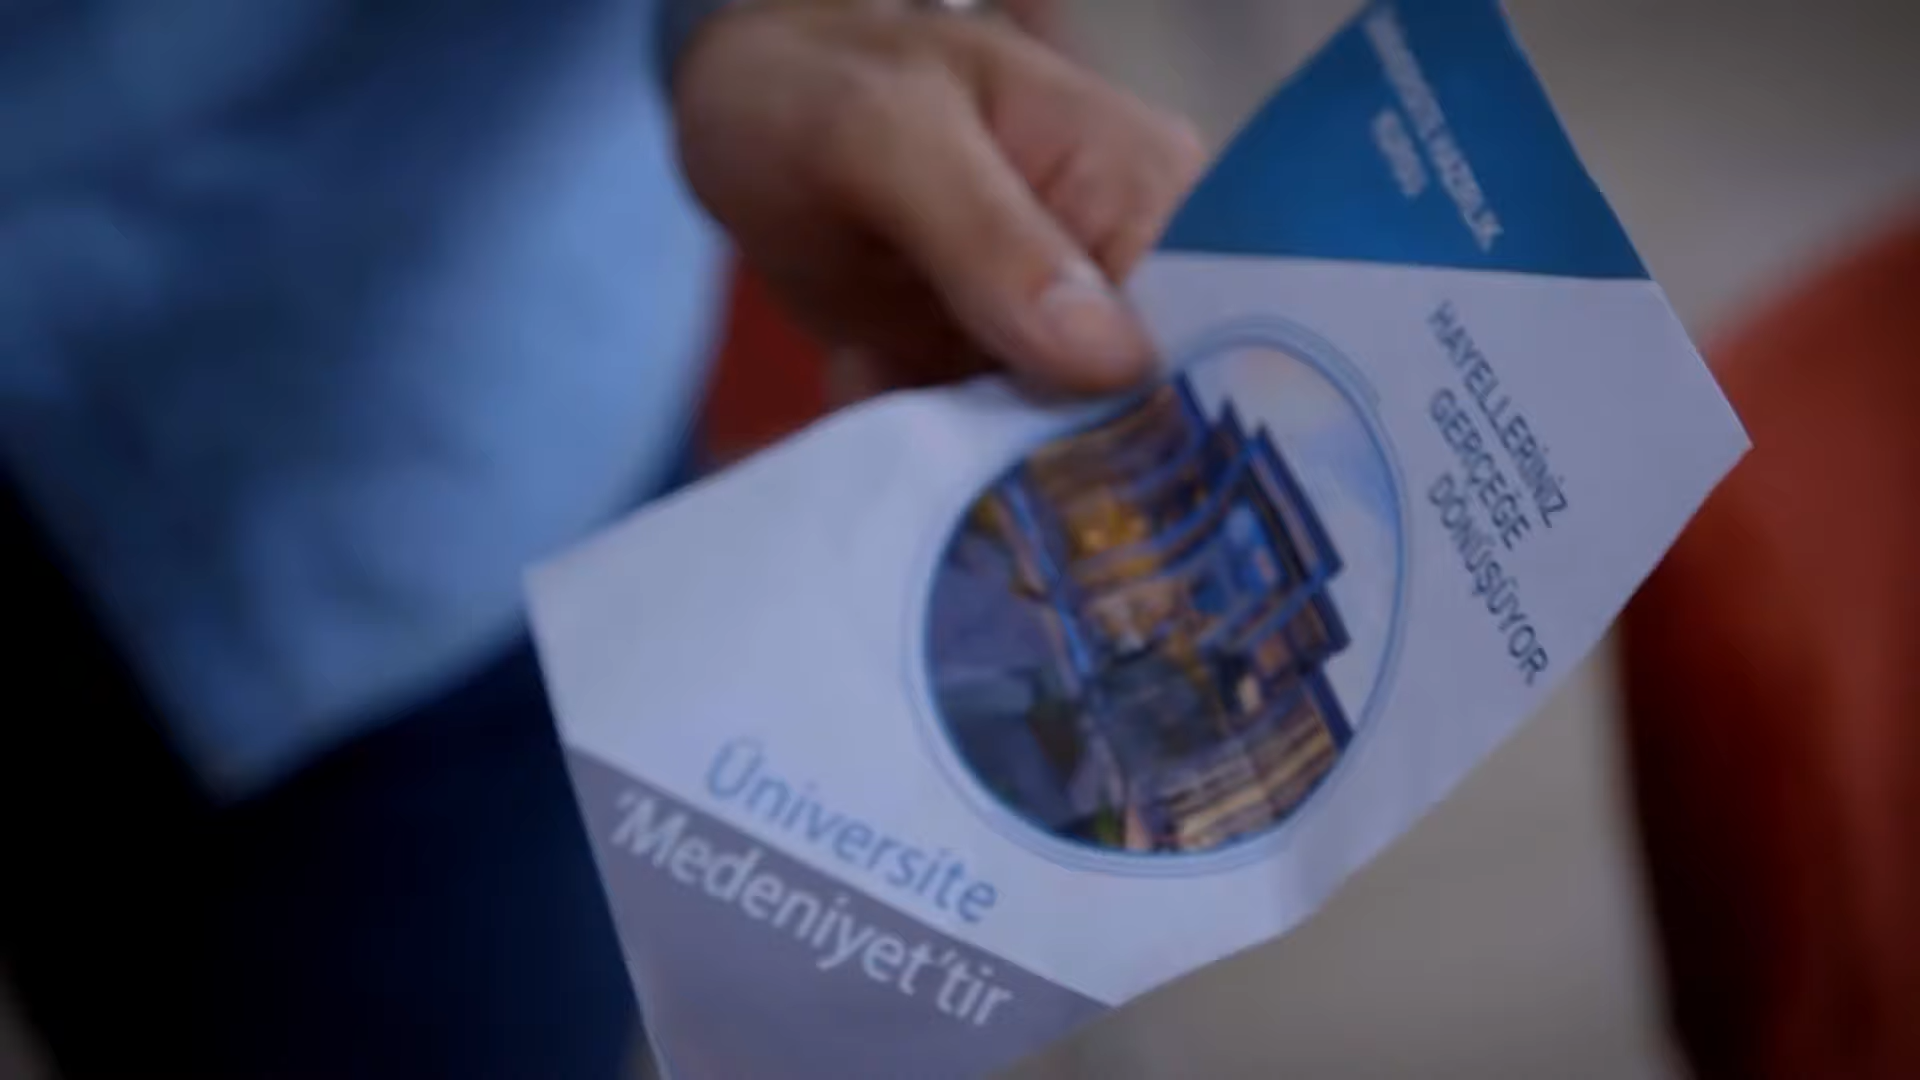 HAYELLERİNİZ
GERÇEĞE
DÖNÜŞÜYOR
Üniversite
'Medeniyet'tir